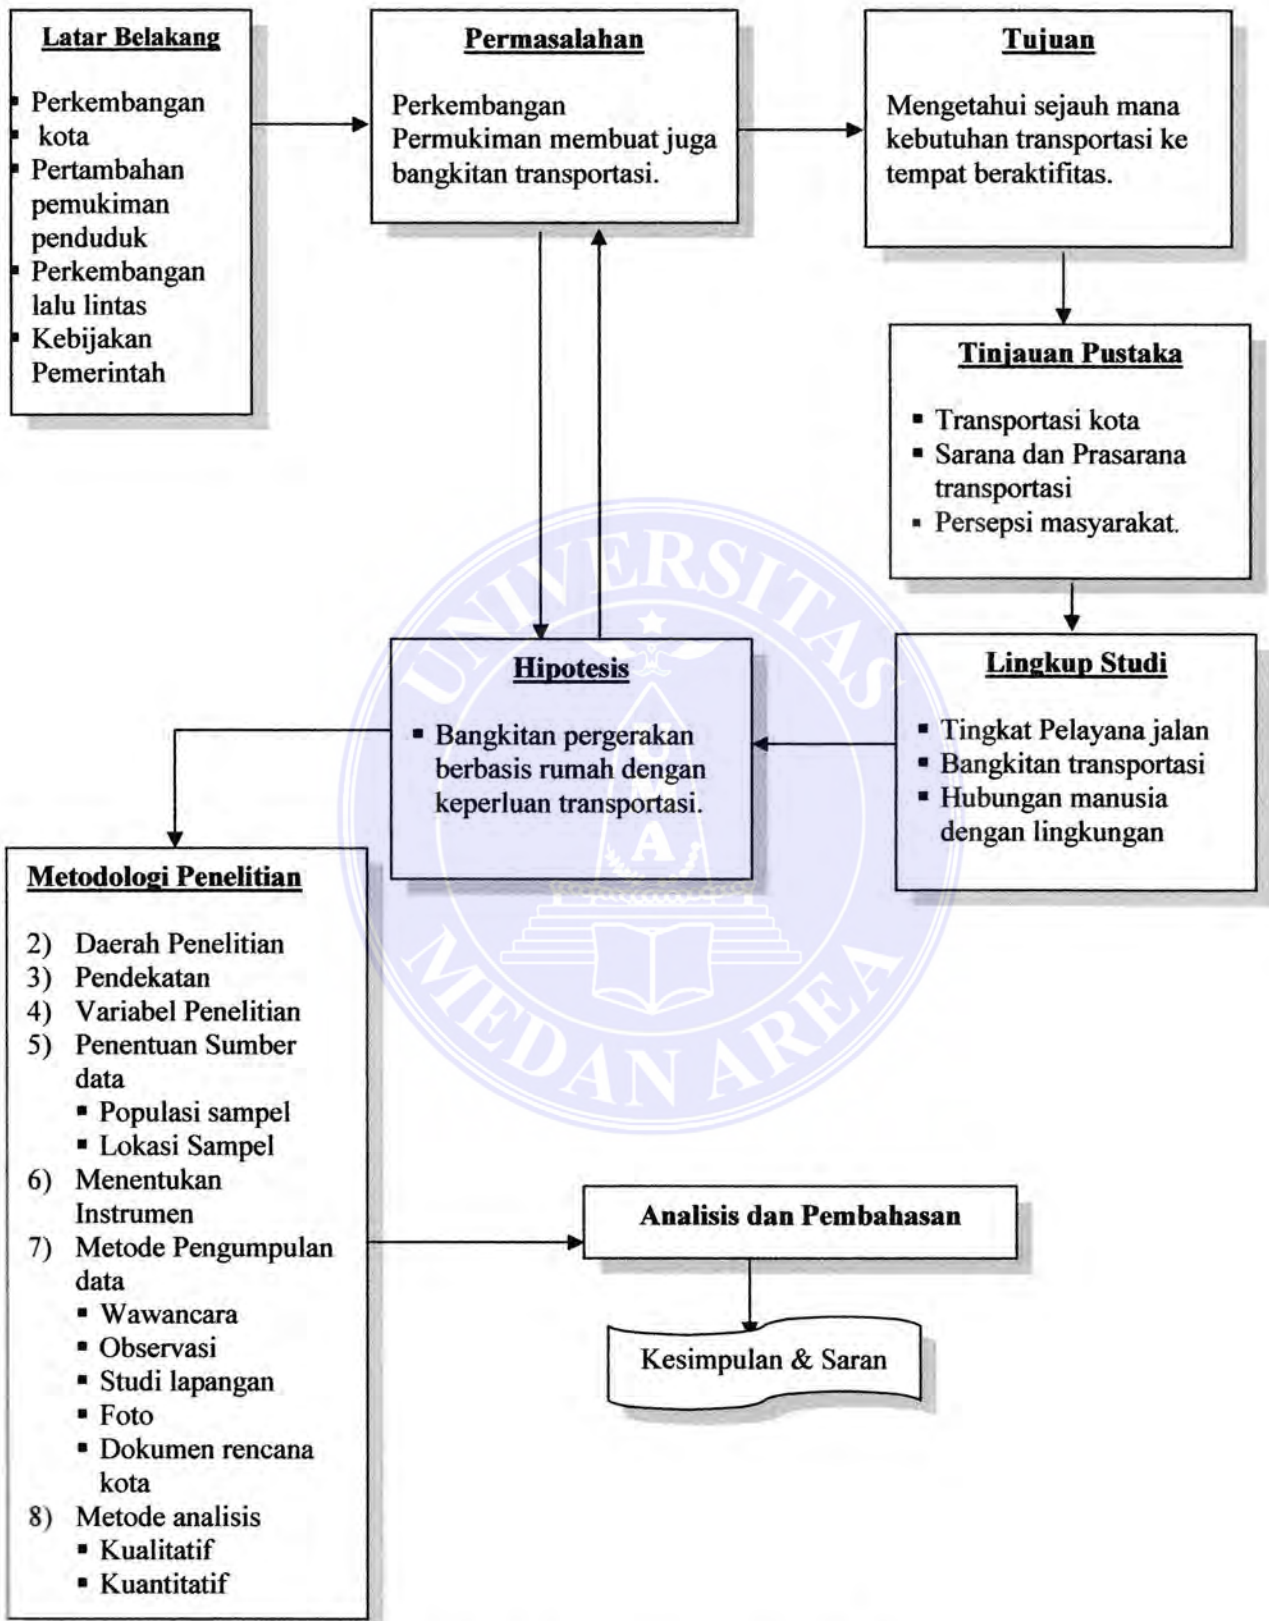 Latar Belakang
▪ Perkembangan
▪ kota
▪ Pertambahan
pemukiman
penduduk
▪ Perkembangan
lalu lintas
▪ Kebijakan
Pemerintah
Permasalahan
Perkembangan
Permukiman membuat juga
bangkitan transportasi.
Tujuan
Mengetahui sejauh mana
kebutuhan transportasi ke
tempat beraktifitas.
Tinjauan Pustaka
▪ Transportasi kota
▪ Sarana dan Prasarana
transportasi
▪ Persepsi masyarakat.
Lingkup Studi
▪ Tingkat Pelayana jalan
▪ Bangkitan transportasi
▪ Hubungan manusia
dengan lingkungan
Hipotesis
▪ Bangkitan pergerakan
berbasis rumah dengan
keperluan transportasi.
Metodologi Penelitian
2) Daerah Penelitian
3) Pendekatan
4) Variabel Penelitian
5) Penentuan Sumber
data
▪ Populasi sampel
▪ Lokasi Sampel
6) Menentukan
Instrumen
7) Metode Pengumpulan
data
▪ Wawancara
▪ Observasi
▪ Studi lapangan
▪ Foto
▪ Dokumen rencana
kota
8) Metode analisis
▪ Kualitatif
▪ Kuantitatif
Analisis dan Pembahasan
Kesimpulan & Saran
UNIVERSITAS
UMA
MEDAN AREA